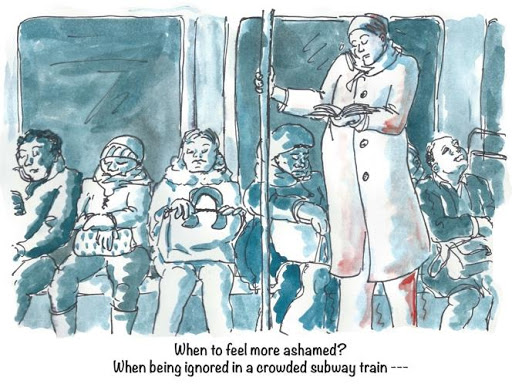 When to feel more ashamed?
When being ignored in a crowded subway train ---